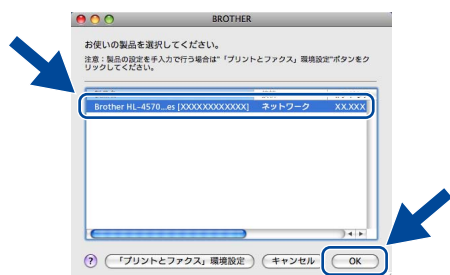 BROTHER
お使いの製品を選択してください。
注意：製品の設定を手入力で行う場合は"「プリントとファクス」環境設定"ボタンをク
リックしてください。
Brother HL-4570...es [XXXXXXXXXXXX] ネットワーク XX.XXX
? 「プリントとファクス」環境設定 キャンセル OK